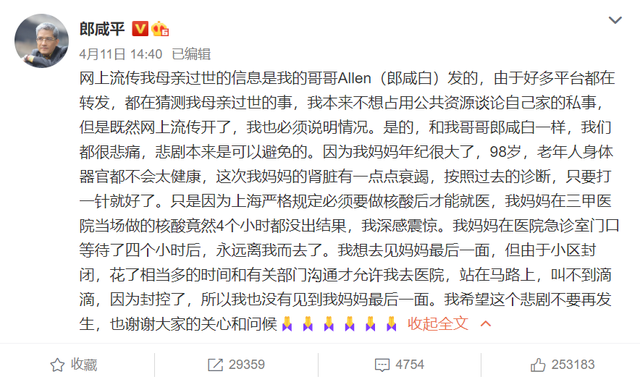 郎咸平
4月11日 14:40 已编辑
网上流传我母亲过世的信息是我的哥哥Allen（郎咸白）发的，由于好多平台都在
转发，都在猜测我母亲过世的事，我本来不想占用公共资源谈论自己家的私事，
但是既然网上流传开了，我也必须说明情况。是的，和我哥哥郎咸白一样，我们
都很悲痛，悲剧本来是可以避免的。因为我妈妈年纪很大了，98岁，老年人身体
器官都不会太健康，这次我妈妈的肾脏有一点点衰竭，按照过去的诊断，只要打
一针就好了。只是因为上海严格规定必须要做核酸后才能就医，我妈妈在三甲医
院当场做的核酸竟然4个小时都没出结果，我深感震惊。我妈妈在医院急诊室门口
等待了四个小时后，永远离我而去了。我想去见妈妈最后一面，但由于小区封
闭，花了相当多的时间和有关部门沟通才允许我去医院，站在马路上，叫不到滴
滴，因为封控了，所以我也没有见到我妈妈最后一面。我希望这个悲剧不要再发
生，也谢谢大家的关心和问候 收起全文
收藏 29359 4754 253183